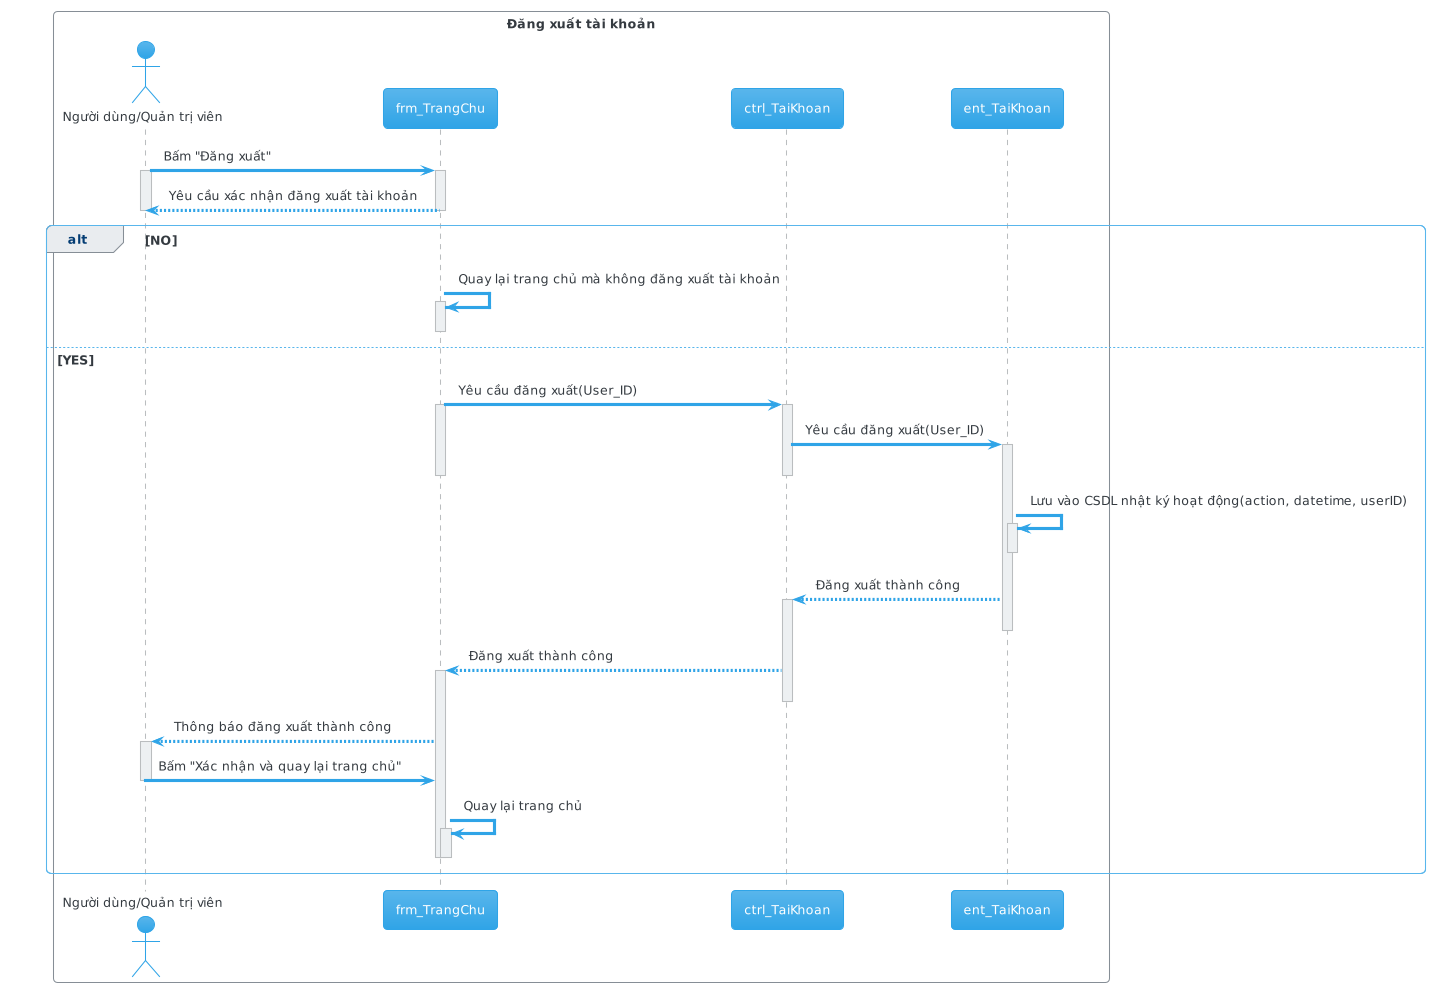 Đăng xuất tài khoản
Người dùng/Quản trị viên
frm_TrangChu
ctrl_TaiKhoan
ent_TaiKhoan
Bấm "Đăng xuất"
Yêu cầu xác nhận đăng xuất tài khoản
alt
[NO]
Quay lại trang chủ mà không đăng xuất tài khoản
[YES]
Yêu cầu đăng xuất(User_ID)
Yêu cầu đăng xuất(User_ID)
Lưu vào CSDL nhật ký hoạt động(action, datetime, userID)
Đăng xuất thành công
Đăng xuất thành công
Thông báo đăng xuất thành công
Bấm "Xác nhận và quay lại trang chủ"
Quay lại trang chủ
Người dùng/Quản trị viên
frm_TrangChu
ctrl_TaiKhoan
ent_TaiKhoan